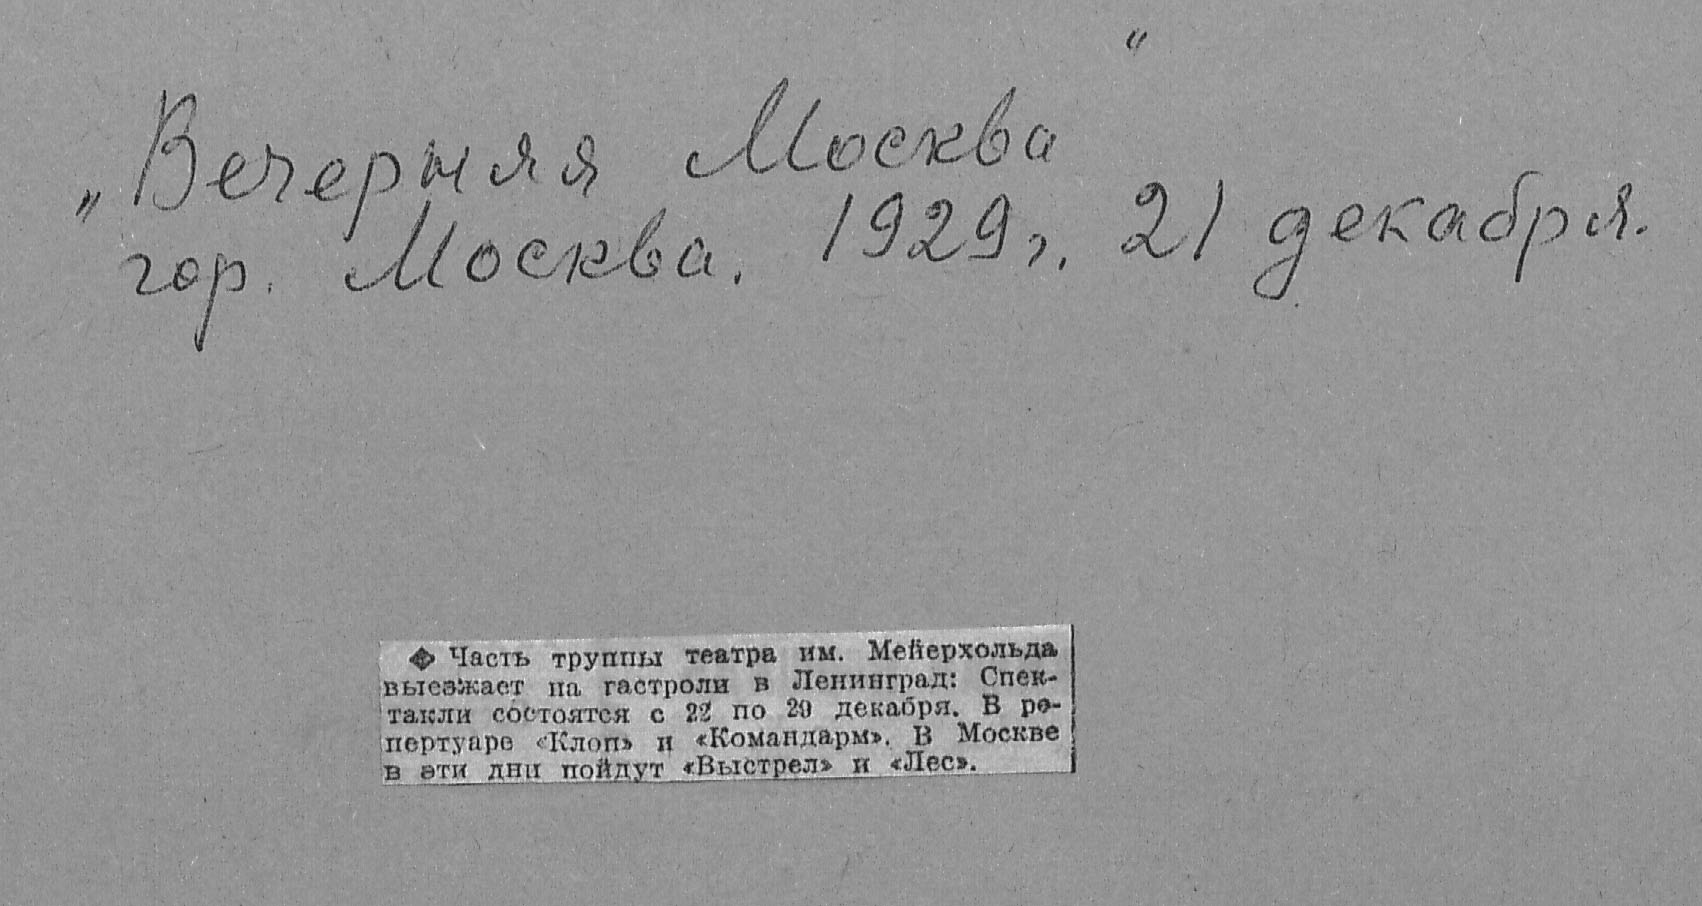 „Вечерняя Москва“
гор. Москва. 1929 г. 21 декабря.
Часть труппы театра им. Мейерхольда
выезжает на гастроли в Ленинград: Спек-
такли состоятся с 22 по 29 декабря. В ре-
пертуаре «Клоп» и «Командарм». В Москве
в эти дни пойдут «Выстрел» и «Лес».